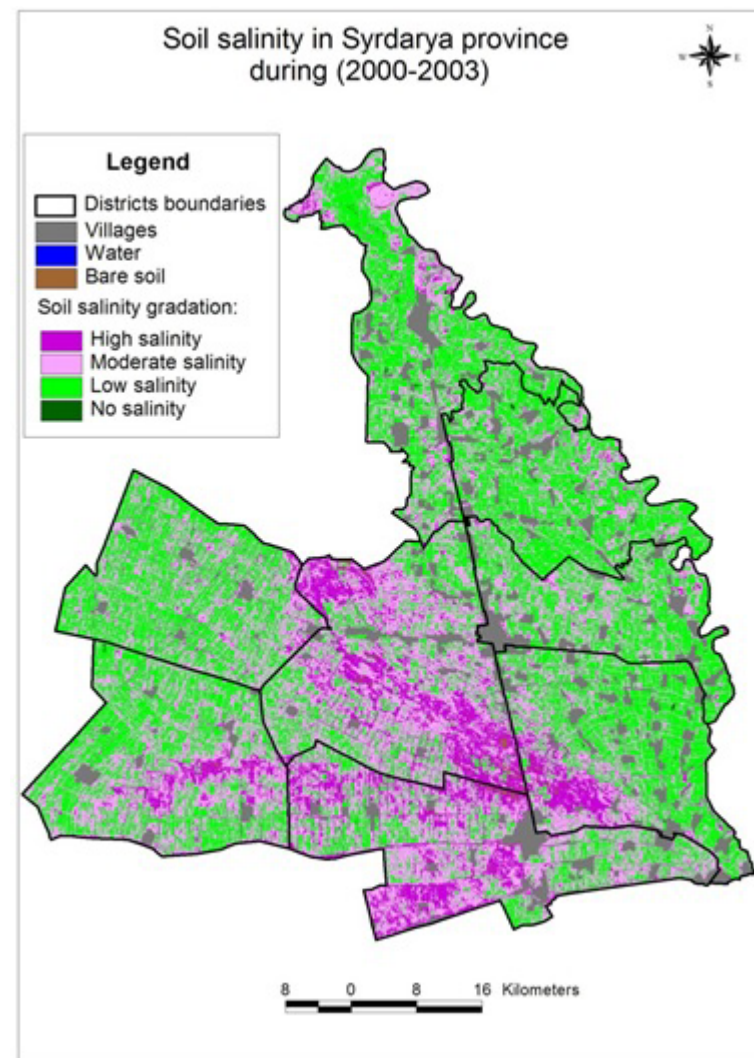 Soil salinity in Syrdarya province
during (2000-2003)
N
W E
S
Legend
Districts boundaries
Villages
Water
Bare soil
Soil salinity gradation:
High salinity
Moderate salinity
Low salinity
No salinity
8 0 8 16 Kilometers